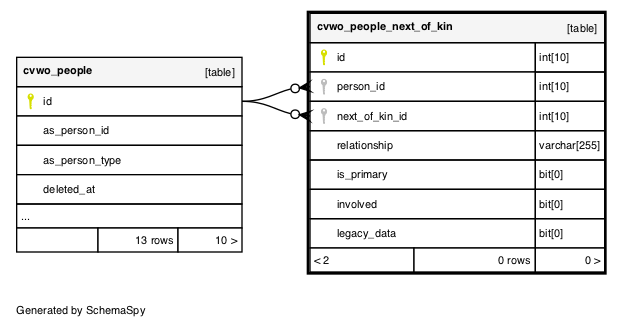 cvwo_people [table]
id
as_person_id
as_person_type
deleted_at
...
13 rows 10 >
cvwo_people_next_of_kin [table]
id int[10]
person_id int[10]
next_of_kin_id int[10]
relationship varchar[255]
is_primary bit[0]
involved bit[0]
legacy_data bit[0]
< 2 0 rows 0 >
Generated by SchemaSpy